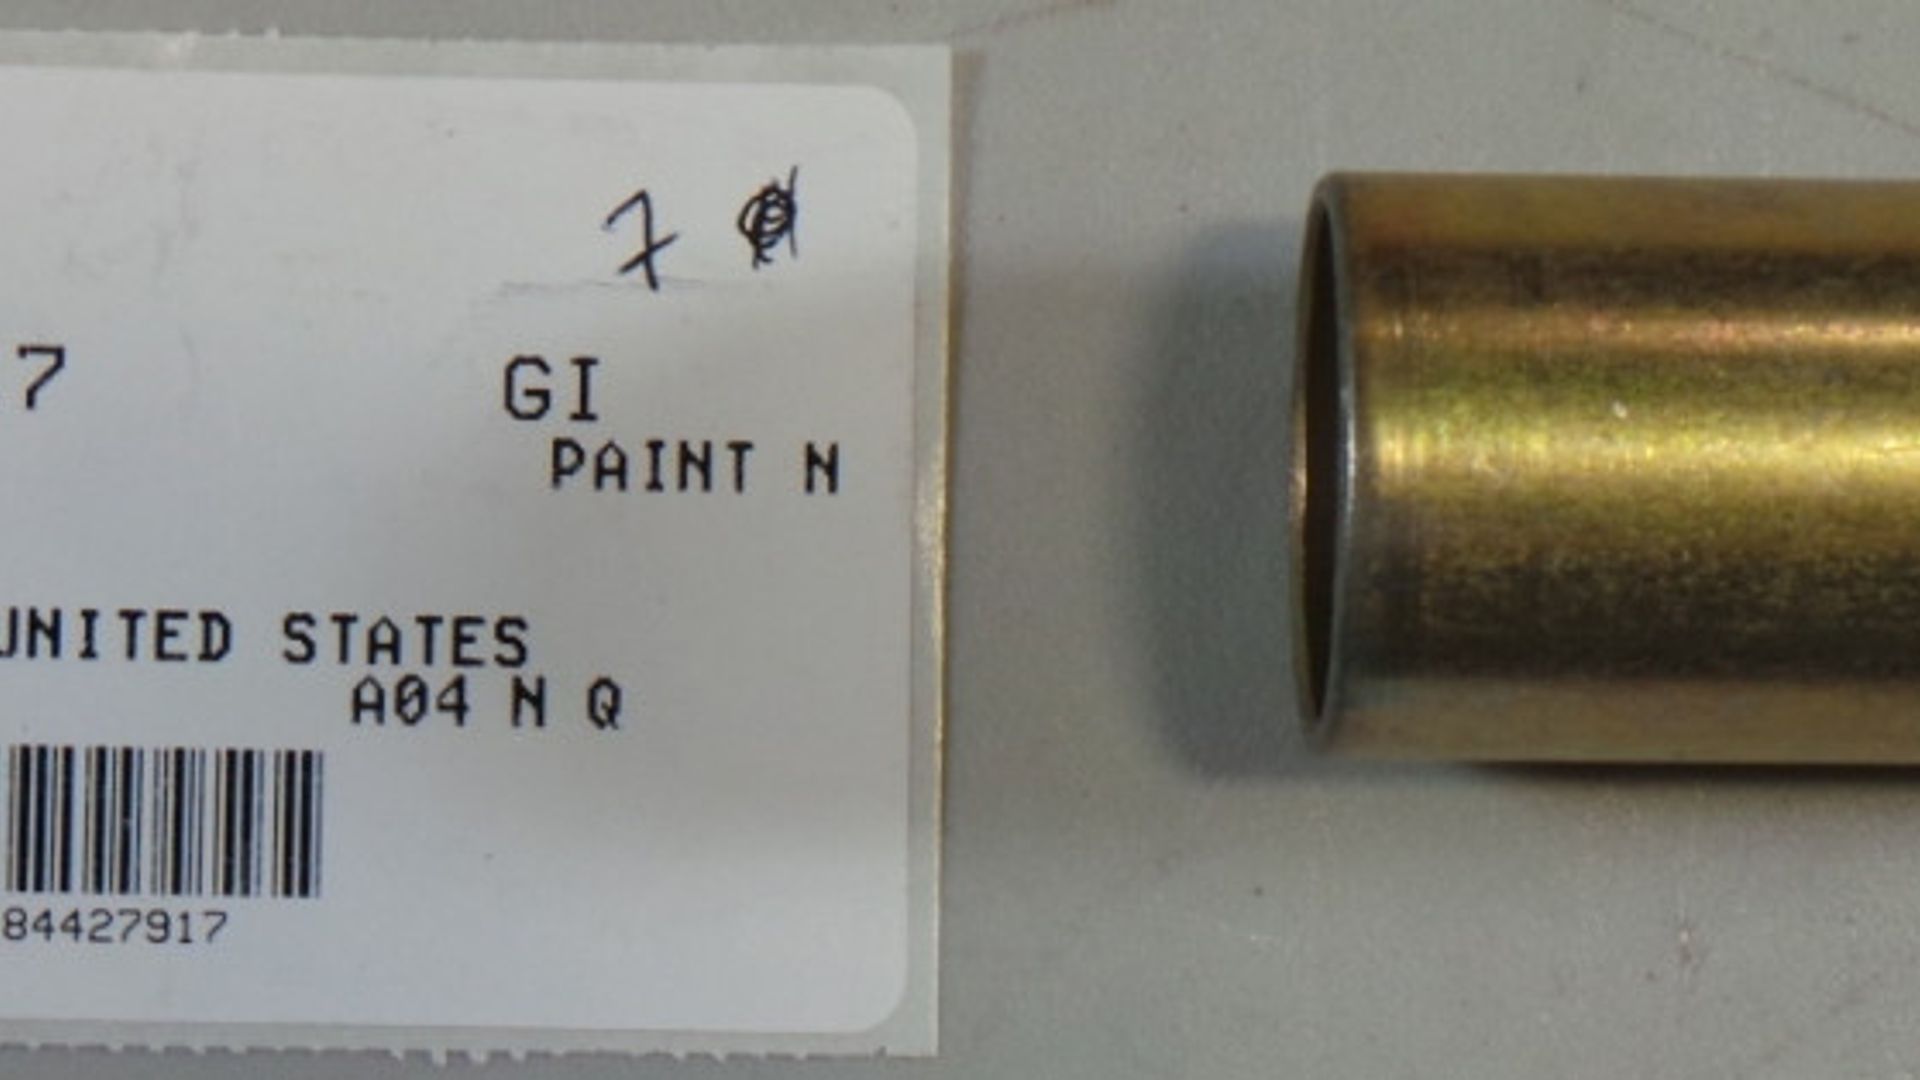 7
7 GI
PAINT N
UNITED STATES
A04 N Q
84427917